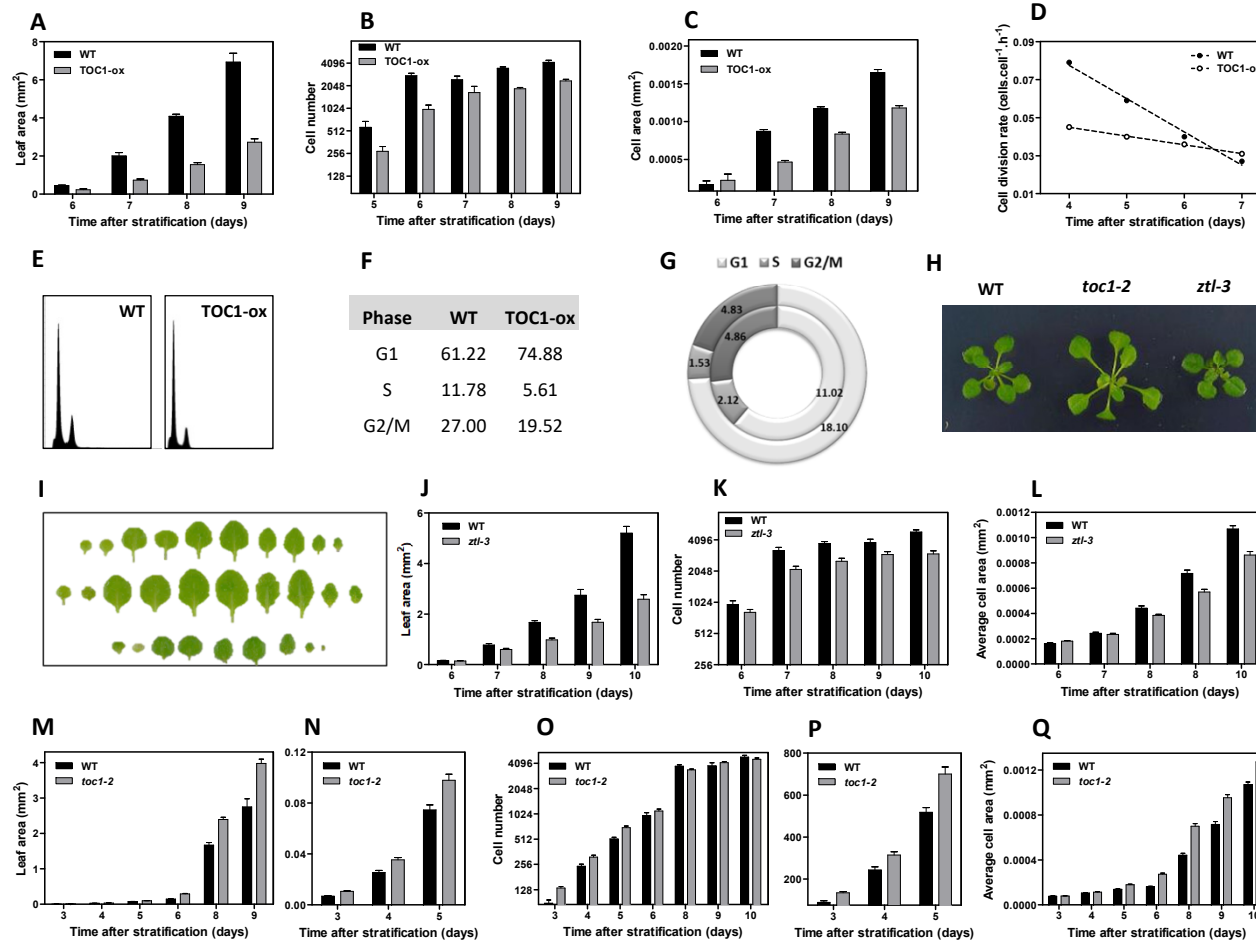 A
Leaf area (mm²)
8
6
4
2
0
WT
TOC1-ox
6 7 8 9
Time after stratification (days)
B
Cell number
4096
2048
1024
512
256
128
WT
TOC1-ox
5 6 7 8 9
Time after stratification (days)
C
Cell area (mm²)
0.0020
0.0015
0.0010
0.0005
WT
TOC1-ox
6 7 8 9
Time after stratification (days)
D
Cell division rate (cells.cell⁻¹.h⁻¹)
0.09
0.07
0.05
0.03
0.01
WT
TOC1-o
4 5 6 7
Time after stratification (days)
E
WT
TOC1-ox
F
Phase WT TOC1-ox
G1 61.22 74.88
S 11.78 5.61
G2/M 27.00 19.52
G
G1 S G2/M
4.83
4.86
1.53
2.12
11.02
18.10
H
WT toc1-2 ztl-3
I
J
Leaf area (mm²)
6
4
2
0
WT
ztl-3
6 7 8 9 10
Time after stratification (days)
K
Cell number
4096
2048
1024
512
256
WT
ztl-3
6 7 8 9 10
Time after stratification (days)
L
Average cell area (mm²)
0.0012
0.0010
0.0008
0.0006
0.0004
0.0002
0.0000
WT
ztl-3
6 7 8 8 10
Time after stratification (days)
M
Leaf area (mm²)
4
3
2
1
0
WT
toc1-2
3 4 5 6 8 9
Time after stratification (days)
N
0.12
0.08
0.04
0.00
WT
toc1-2
3 4 5
Time after stratification (days)
O
Cell number
4096
2048
1024
512
256
128
WT
toc1-2
3 4 5 6 8 9 10
Time after stratification (days)
P
800
600
400
200
WT
toc1-2
3 4 5
Time after stratification (days)
Q
Average cell area (mm²)
0.0012
0.0008
0.0004
0.0000
WT
toc1-2
3 4 5 6 8 9 10
Time after stratification (days)